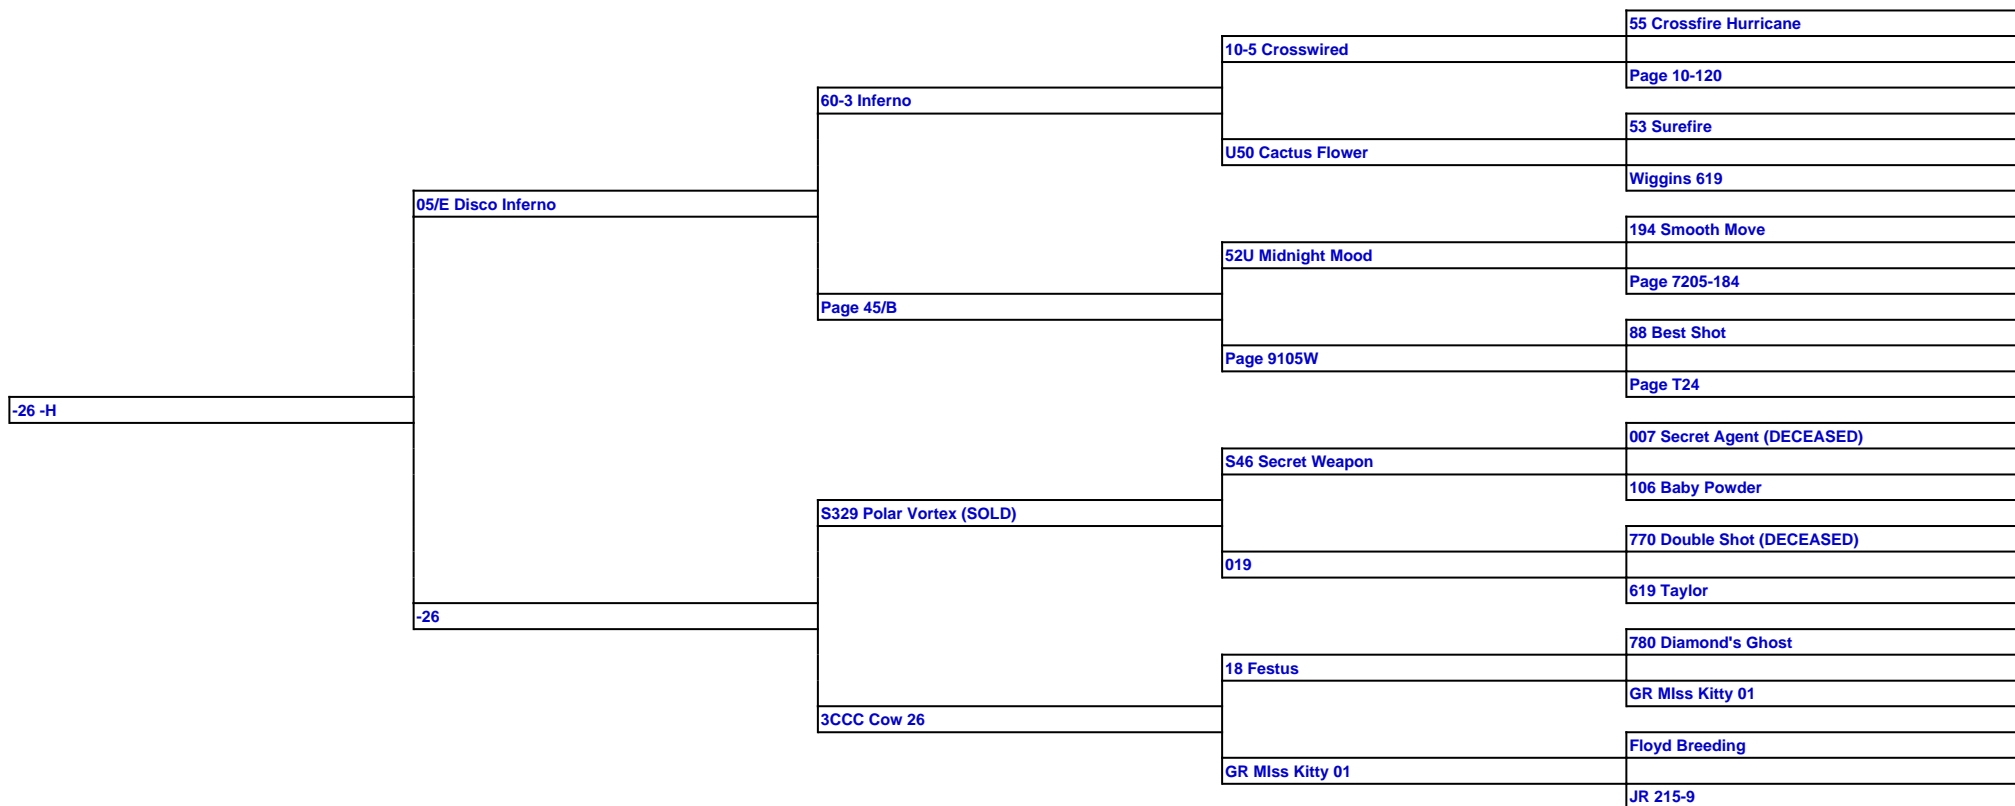 55 Crossfire Hurricane
10-5 Crosswired
Page 10-120
60-3 Inferno
53 Surefire
U50 Cactus Flower
Wiggins 619
05/E Disco Inferno
194 Smooth Move
52U Midnight Mood
Page 7205-184
Page 45/B
88 Best Shot
Page 9105W
Page T24
-26 -H
007 Secret Agent (DECEASED)
S46 Secret Weapon
106 Baby Powder
S329 Polar Vortex (SOLD)
770 Double Shot (DECEASED)
019
619 Taylor
-26
780 Diamond's Ghost
18 Festus
GR MIss Kitty 01
3CCC Cow 26
Floyd Breeding
GR MIss Kitty 01
JR 215-9